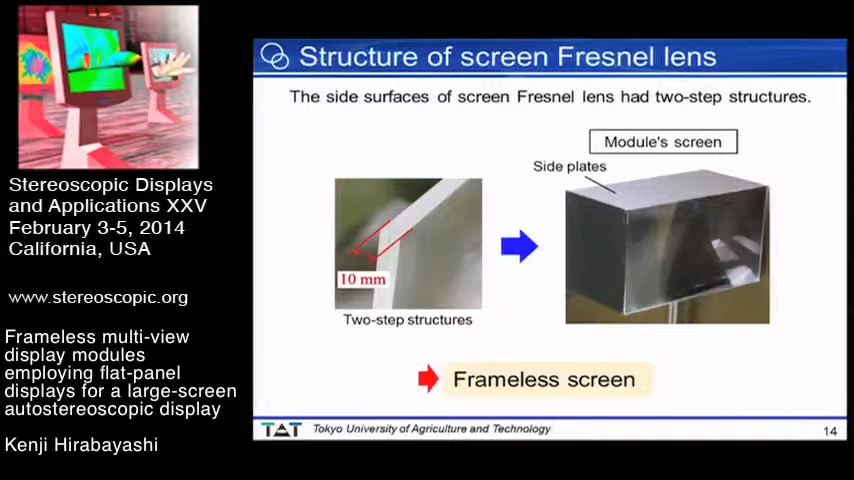 Stereoscopic Displays
and Applications XXV
February 3-5, 2014
California, USA
www.stereoscopic.org
Frameless multi-view
display modules
employing flat-panel
displays for a large-screen
autostereoscopic display
Kenji Hirabayashi
Structure of screen Fresnel lens
The side surfaces of screen Fresnel lens had two-step structures.
Module's screen
Side plates
10 mm
Two-step structures
Frameless screen
TAT Tokyo University of Agriculture and Technology
14